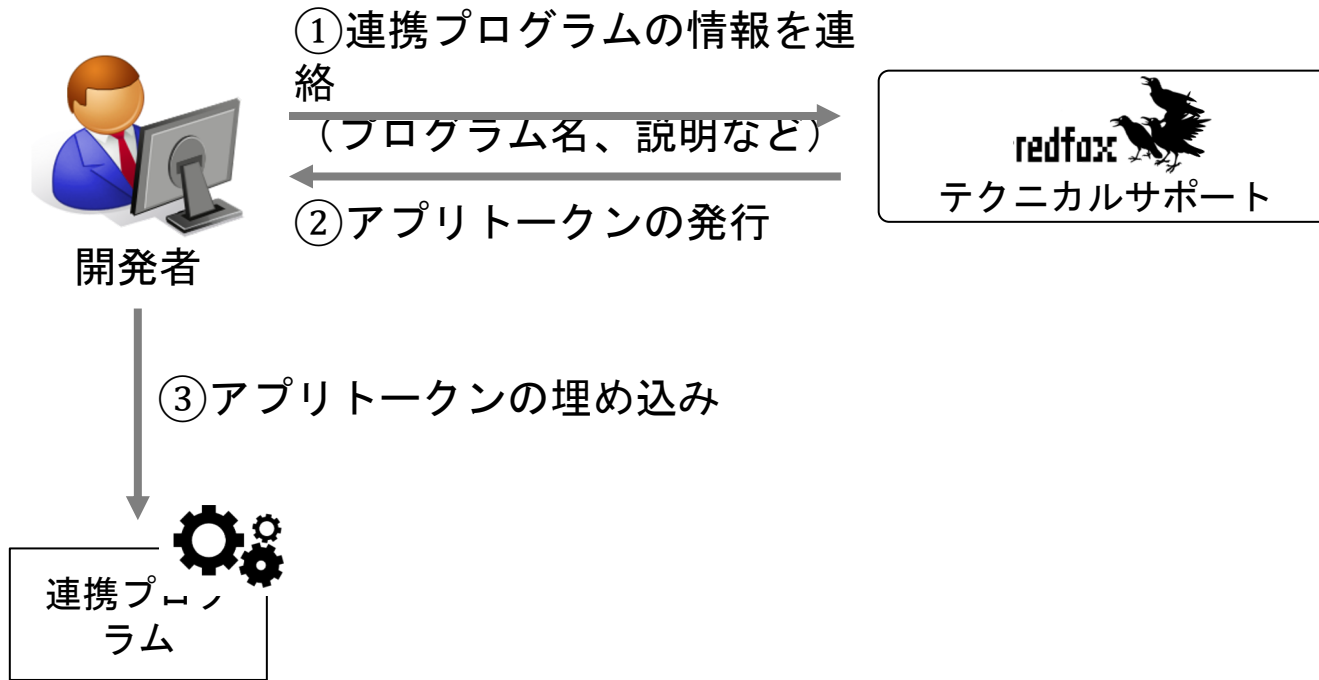 ①連携プログラムの情報を連
絡
（プログラム名、説明など）
redfox
テクニカルサポート
②アプリトークンの発行
開発者
③アプリトークンの埋め込み
連携プログ
ラム